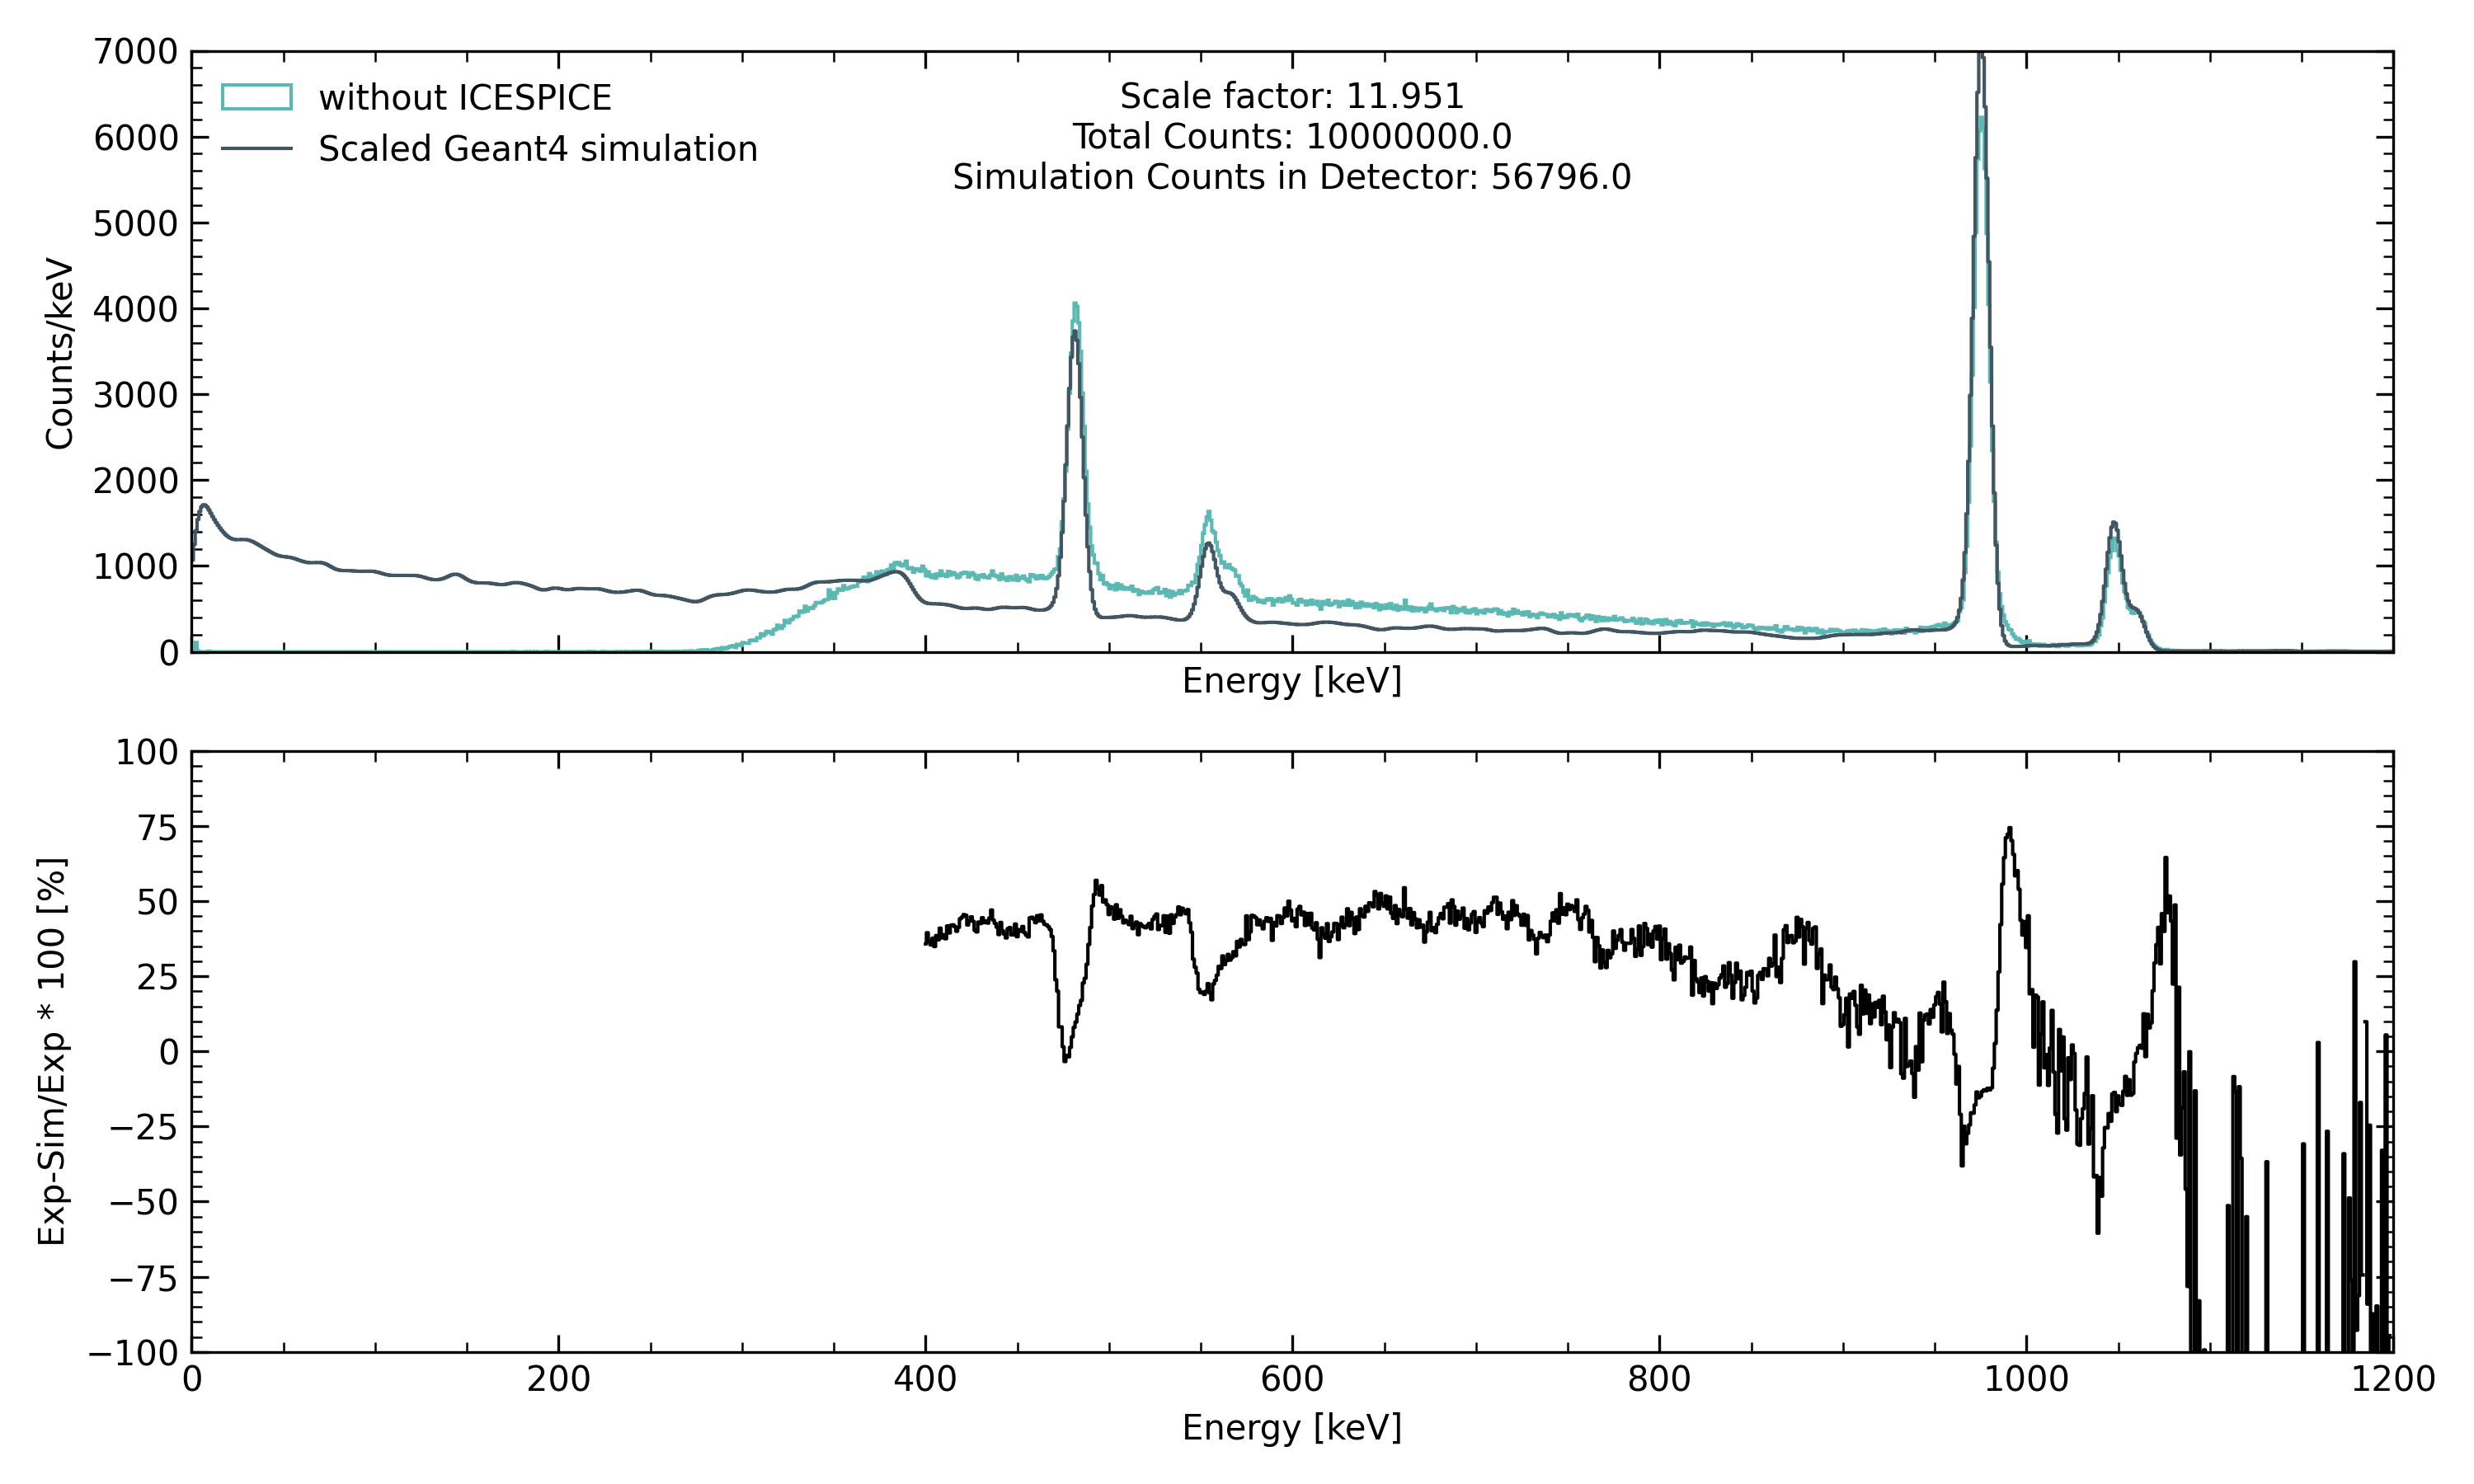 7000
6000
5000
4000
3000
2000
1000
0
Counts/keV
without ICESPICE
Scaled Geant4 simulation
Scale factor: 11.951
Total Counts: 10000000.0
Simulation Counts in Detector: 56796.0
Energy [keV]
100
75
50
25
0
−25
−50
−75
−100
Exp-Sim/Exp * 100 [%]
0 200 400 600 800 1000 1200
Energy [keV]